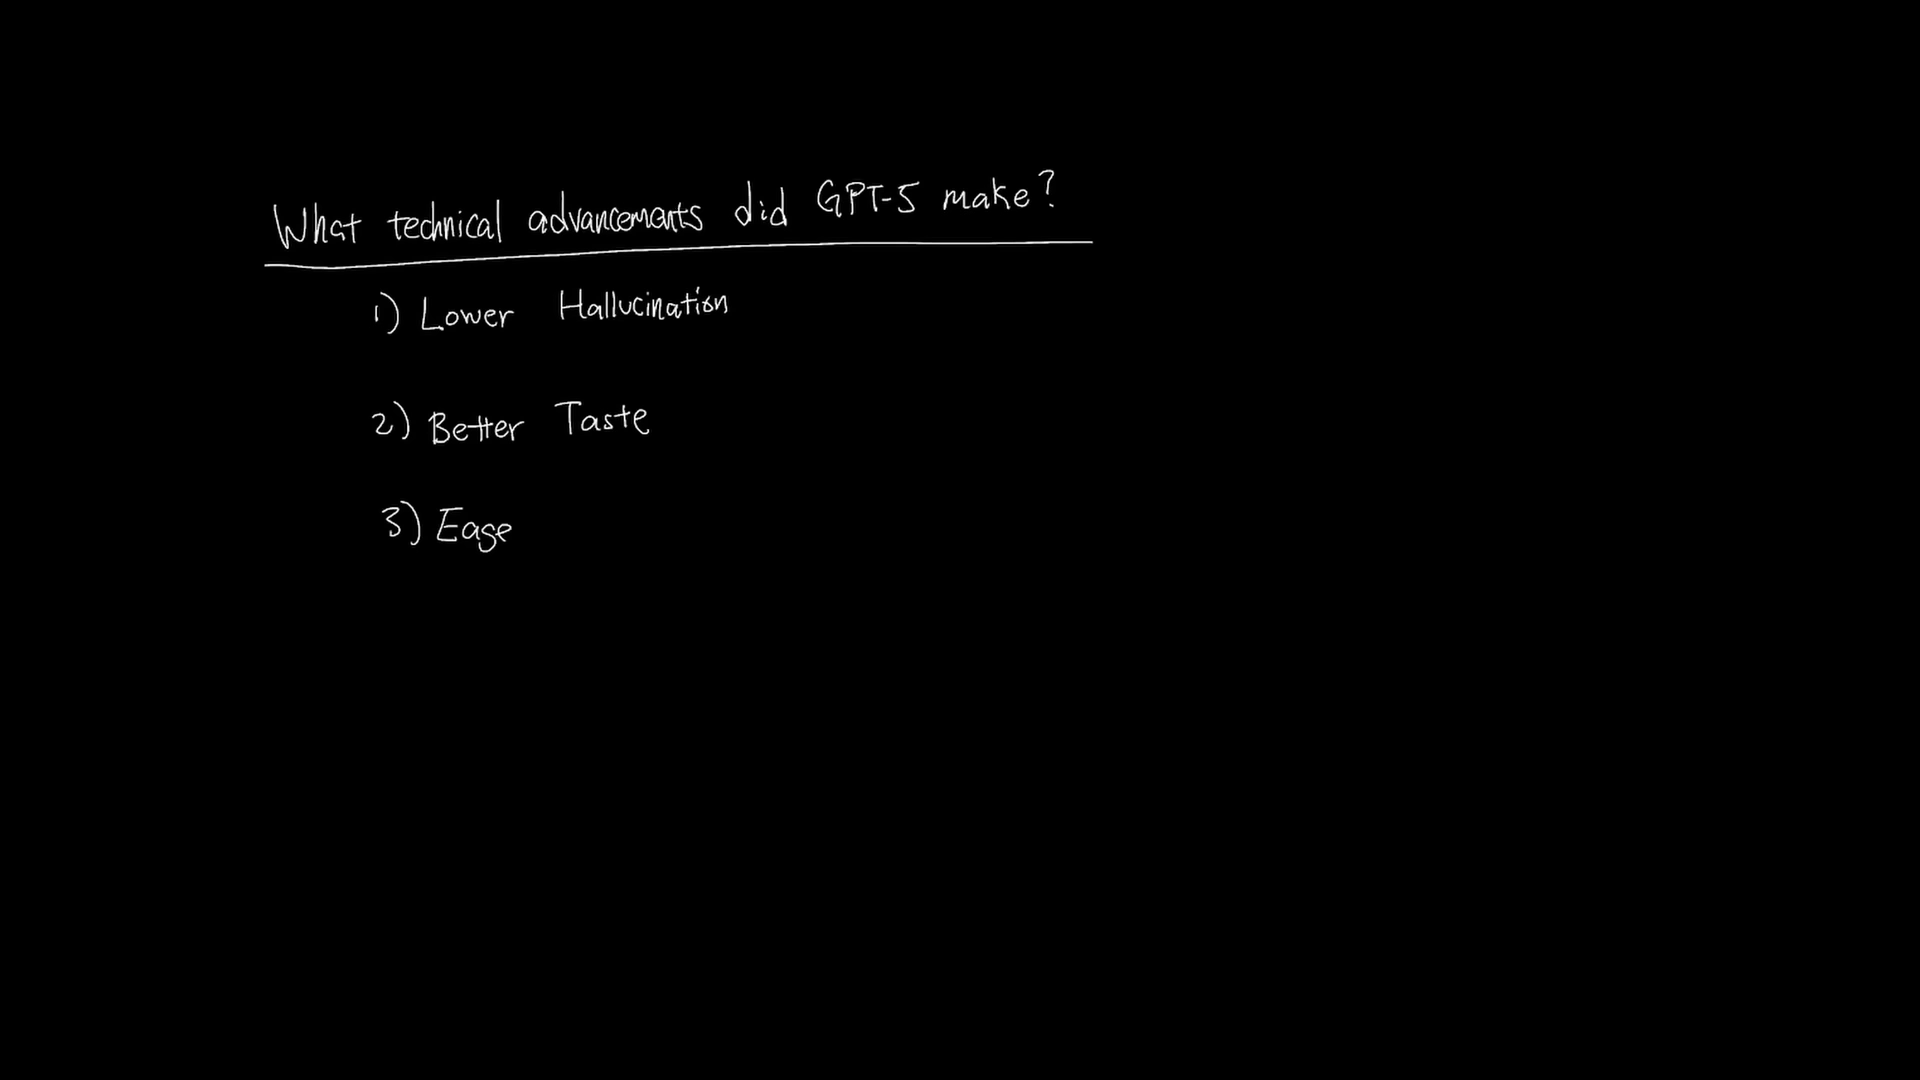 What technical advancements did GPT-5 make?
1) Lower Hallucination
2) Better Taste
3) Ease